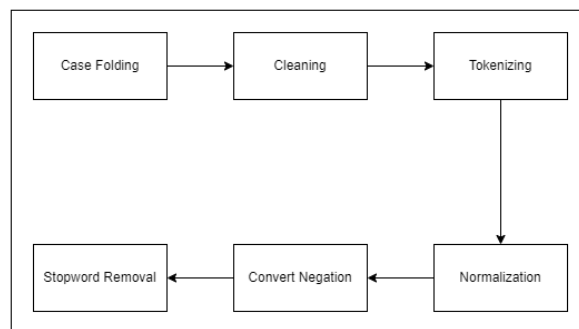 Case Folding
Cleaning
Tokenizing
Normalization
Convert Negation
Stopword Removal